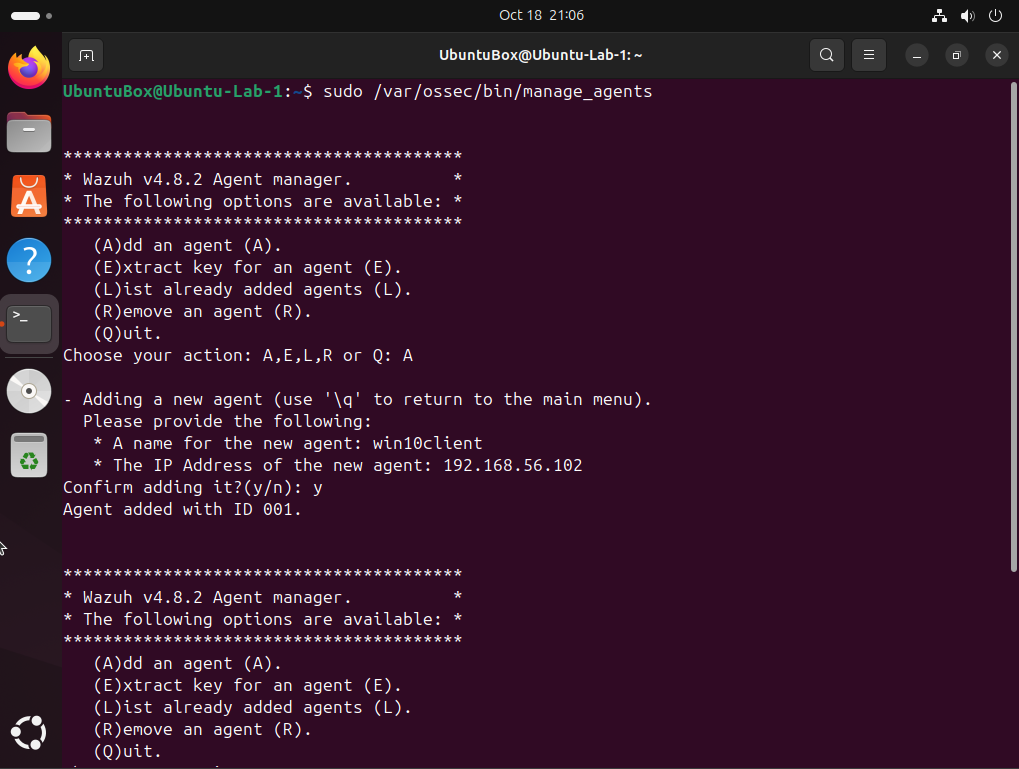 Oct 18 21:06
UbuntuBox@Ubuntu-Lab-1: ~
UbuntuBox@Ubuntu-Lab-1:~$ sudo /var/ossec/bin/manage_agents
****************************************
* Wazuh v4.8.2 Agent manager.          *
* The following options are available: *
****************************************
   (A)dd an agent (A).
   (E)xtract key for an agent (E).
   (L)ist already added agents (L).
   (R)emove an agent (R).
   (Q)uit.
Choose your action: A,E,L,R or Q: A
- Adding a new agent (use '\q' to return to the main menu).
  Please provide the following:
   * A name for the new agent: win10client
   * The IP Address of the new agent: 192.168.56.102
Confirm adding it?(y/n): y
Agent added with ID 001.
****************************************
* Wazuh v4.8.2 Agent manager.          *
* The following options are available: *
****************************************
   (A)dd an agent (A).
   (E)xtract key for an agent (E).
   (L)ist already added agents (L).
   (R)emove an agent (R).
   (Q)uit.